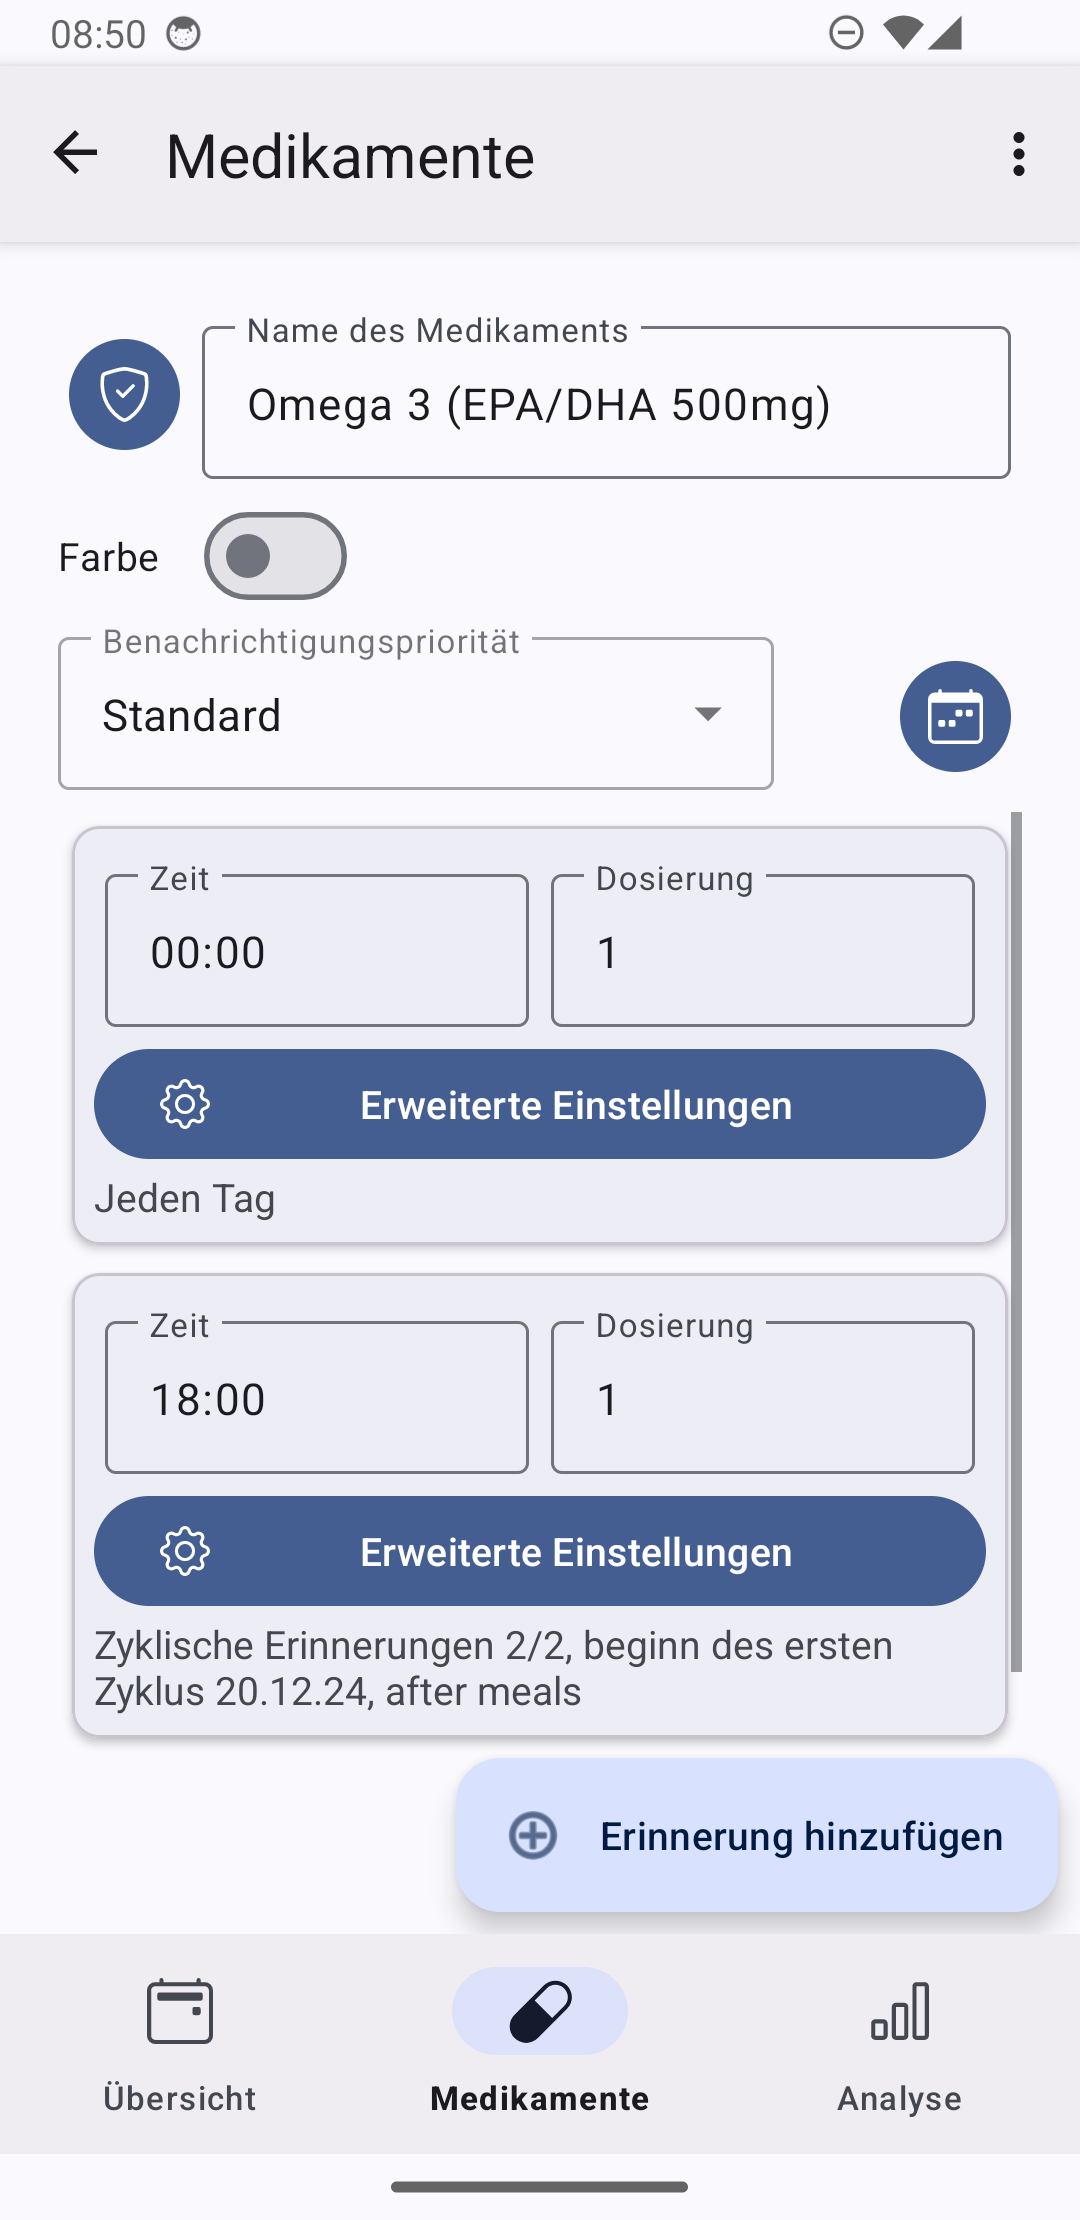 08:50
Medikamente
Name des Medikaments
Omega 3 (EPA/DHA 500mg)
Farbe
Benachrichtigungspriorität
Standard
Zeit
00:00
Dosierung
1
Erweiterte Einstellungen
Jeden Tag
Zeit
18:00
Dosierung
1
Erweiterte Einstellungen
Zyklische Erinnerungen 2/2, beginn des ersten
Zyklus 20.12.24, after meals
Erinnerung hinzufügen
Übersicht
Medikamente
Analyse